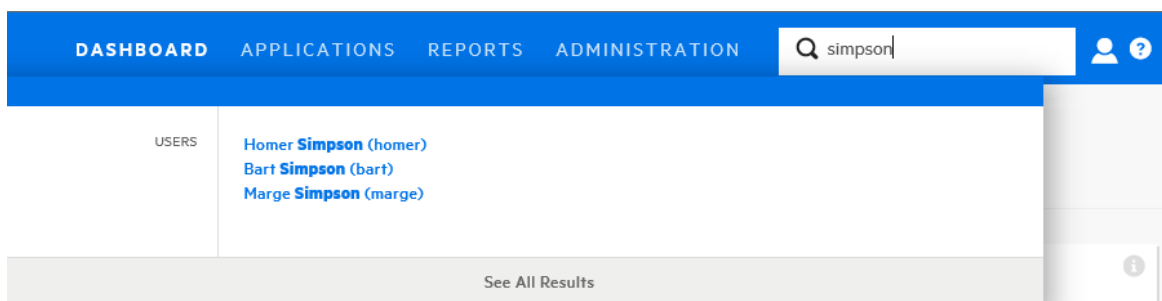 DASHBOARD APPLICATIONS REPORTS ADMINISTRATION simpson ?
USERS Homer Simpson (homer)
Bart Simpson (bart)
Marge Simpson (marge)
See All Results
i